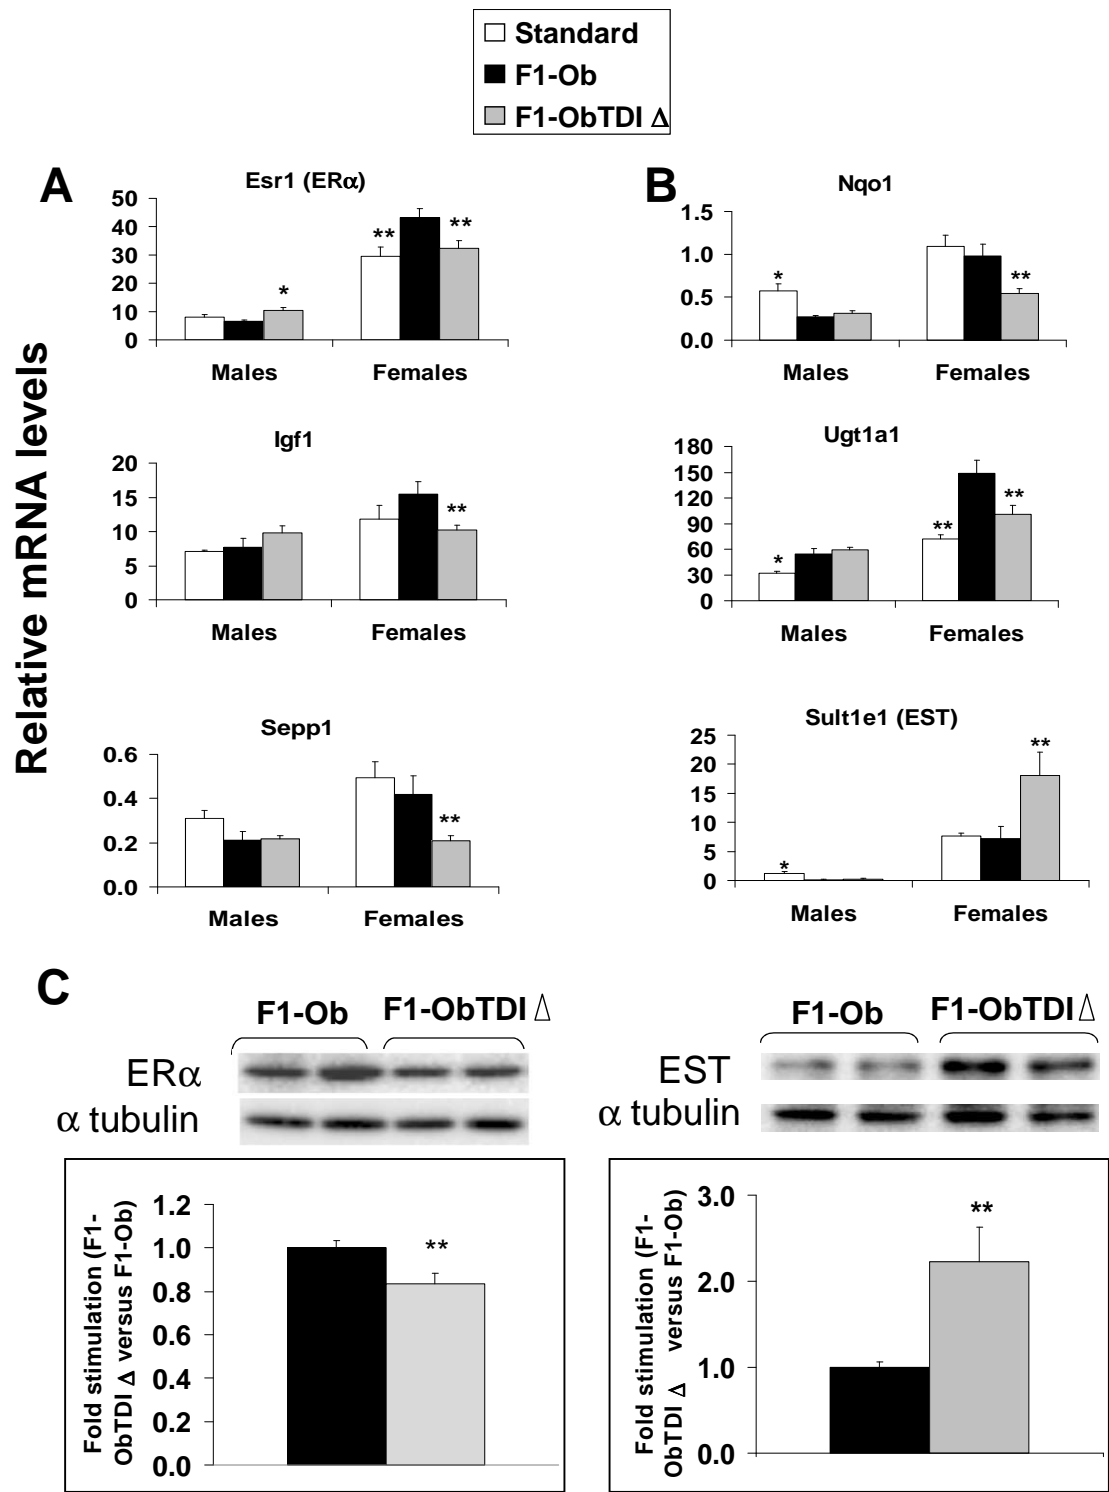 Standard
F1-Ob
F1-ObTDI Δ
A
Esr1 (ERα)
50
40
30
20
10
0
*
**
**
Males
Females
B
Nqo1
1.5
1.0
0.5
0.0
*
**
Males
Females
Relative mRNA levels
Igf1
20
15
10
5
0
**
Males
Females
Ugt1a1
180
150
120
90
60
30
0
*
**
**
Males
Females
Sepp1
0.6
0.4
0.2
0.0
**
Males
Females
Sult1e1 (EST)
25
20
15
10
5
0
*
**
Males
Females
C
F1-Ob
F1-ObTDI Δ
ERα
α tubulin
F1-Ob
F1-ObTDI Δ
EST
α tubulin
Fold stimulation (F1-
ObTDI Δ versus F1-Ob)
1.2
1.0
0.8
0.6
0.4
0.2
0.0
**
Fold stimulation (F1-
ObTDI Δ versus F1-Ob)
3.0
2.0
1.0
0.0
**